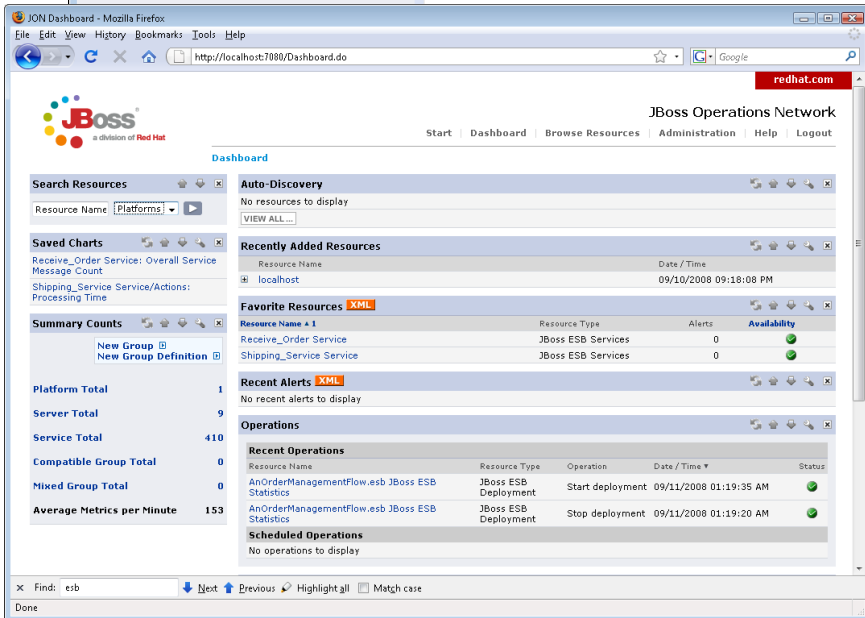 JON Dashboard - Mozilla Firefox
File Edit View History Bookmarks Tools Help
http://localhost:7080/Dashboard.do
G Google
redhat.com
JBoss
a division of Red Hat
JBoss Operations Network
Start | Dashboard | Browse Resources | Administration | Help | Logout
Dashboard
Search Resources
Resource Name Platforms
Saved Charts
Receive_Order Service: Overall Service
Message Count
Shipping_Service Service/Actions:
Processing Time
Summary Counts
New Group
New Group Definition
Platform Total 1
Server Total 9
Service Total 410
Compatible Group Total 0
Mixed Group Total 0
Average Metrics per Minute 153
Auto-Discovery
No resources to display
VIEW ALL ...
Recently Added Resources
Resource Name Date / Time
localhost 09/10/2008 09:18:08 PM
Favorite Resources XML
Resource Name ▲ 1 Resource Type Alerts Availability
Receive_Order Service JBoss ESB Services 0
Shipping_Service Service JBoss ESB Services 0
Recent Alerts XML
No recent alerts to display
Operations
Recent Operations
Resource Name Resource Type Operation Date / Time ▼ Status
AnOrderManagementFlow.esb JBoss ESB
Statistics JBoss ESB
Deployment Start deployment 09/11/2008 01:19:35 AM
AnOrderManagementFlow.esb JBoss ESB
Statistics JBoss ESB
Deployment Stop deployment 09/11/2008 01:19:20 AM
Scheduled Operations
No operations to display
Find: esb Next Previous Highlight all Match case
Done